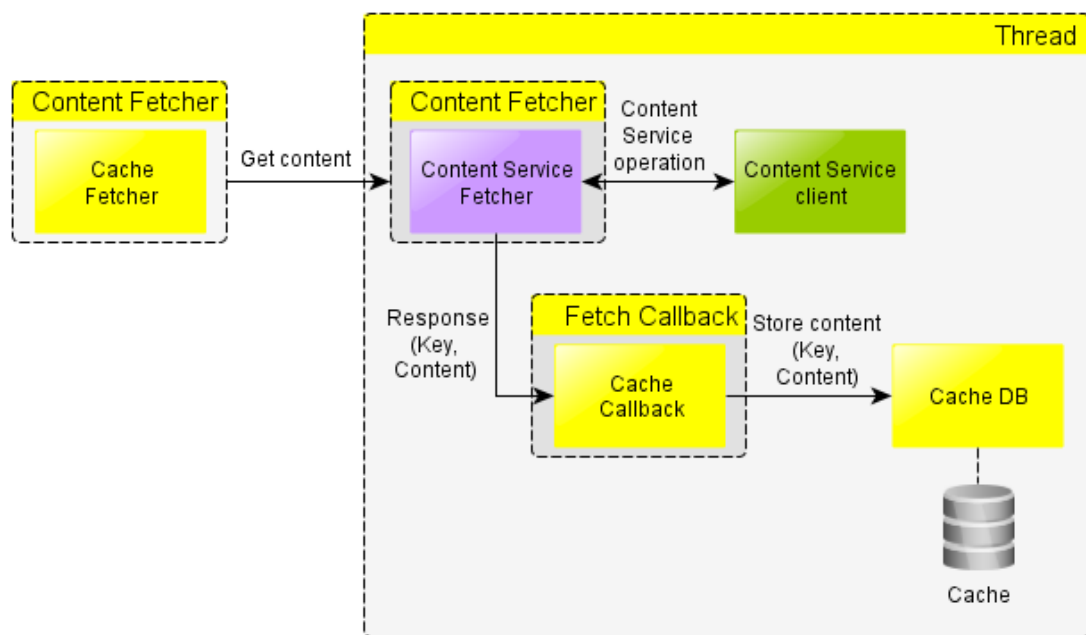 Thread
Content Fetcher
Cache
Fetcher
Get content
Content Fetcher
Content Service
Fetcher
Content
Service
operation
Content Service
client
Response
(Key,
Content)
Fetch Callback
Cache
Callback
Store content
(Key,
Content)
Cache DB
Cache